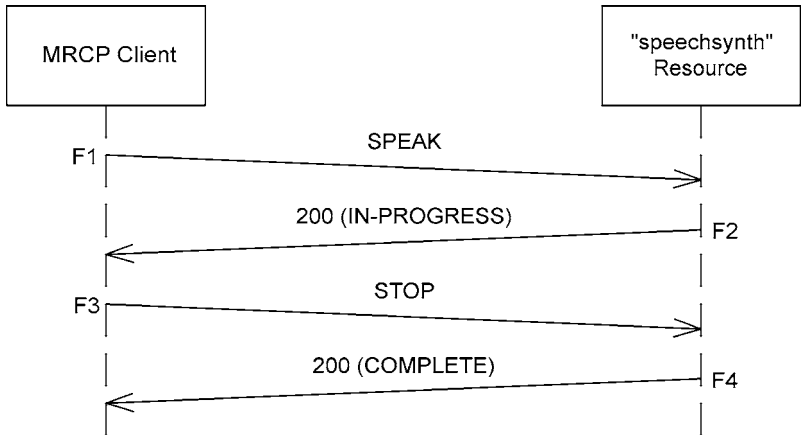 MRCP Client
"speechsynth"
Resource
SPEAK
F1
200 (IN-PROGRESS)
F2
STOP
F3
200 (COMPLETE)
F4